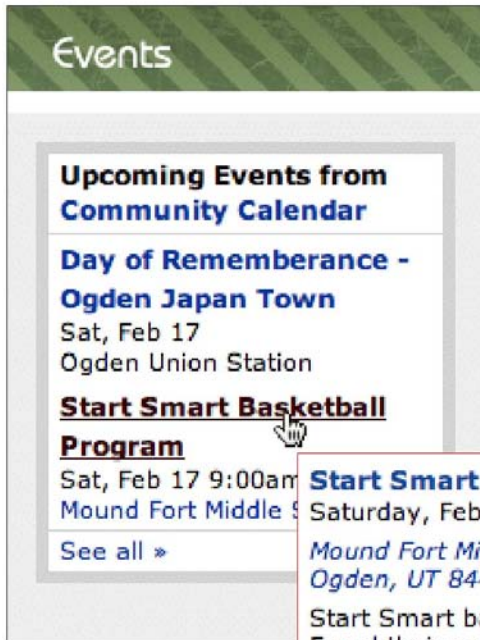 Events
Upcoming Events from
Community Calendar
Day of Rememberance -
Ogden Japan Town
Sat, Feb 17
Ogden Union Station
Start Smart Basketball
Program
Sat, Feb 17 9:00am
Mound Fort Middle
See all »
Start Smart
Saturday, Feb
Mound Fort Mi
Ogden, UT 84
Start Smart ba